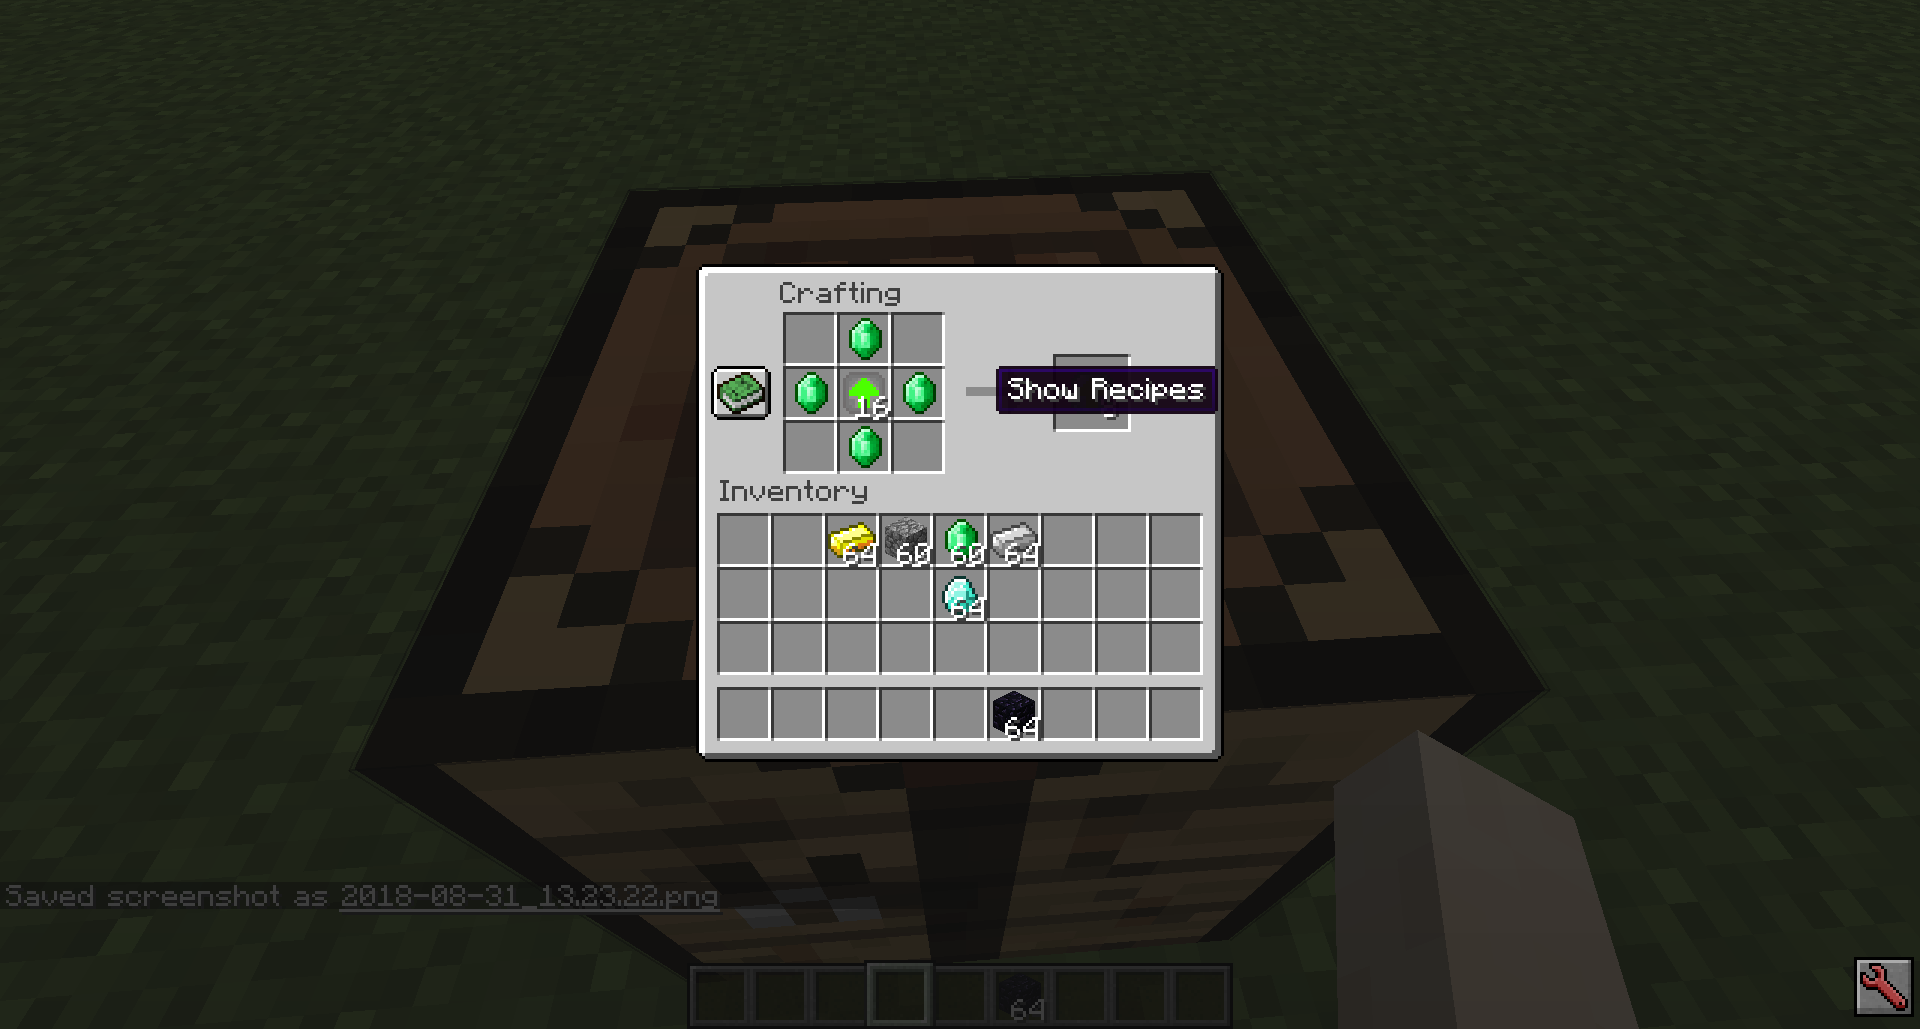 Crafting
16
Show Recipes
Inventory
64 60 60 64
64
64
Saved screenshot as 2018-08-31_13.23.22.png
64